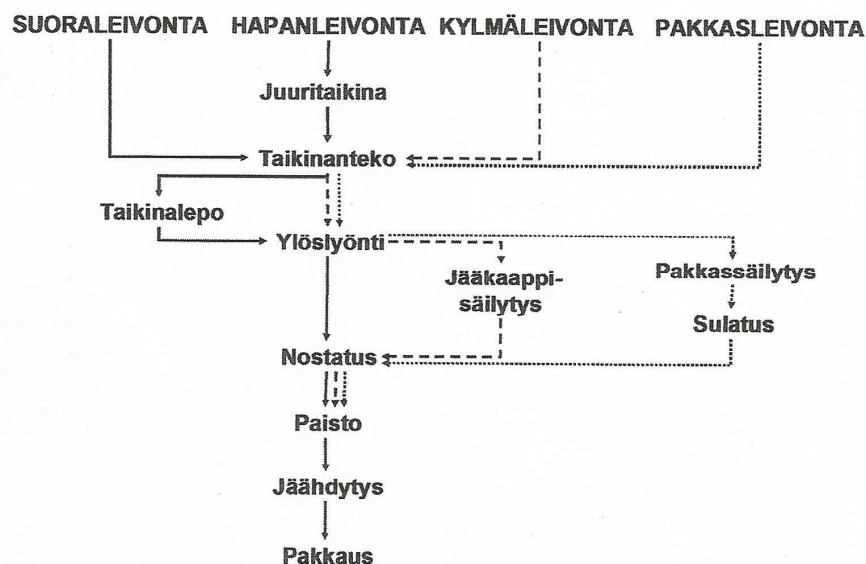 SUORALEIVONTA HAPANLEIVONTA KYLMÄLEIVONTA PAKKASLEIVONTA
Juuritaikina
Taikinanteko
Taikinalepo
Ylöslyönti
Jääkaappi-
säilytys
Pakkassäilytys
Sulatus
Nostatus
Paisto
Jäähdytys
Pakkaus